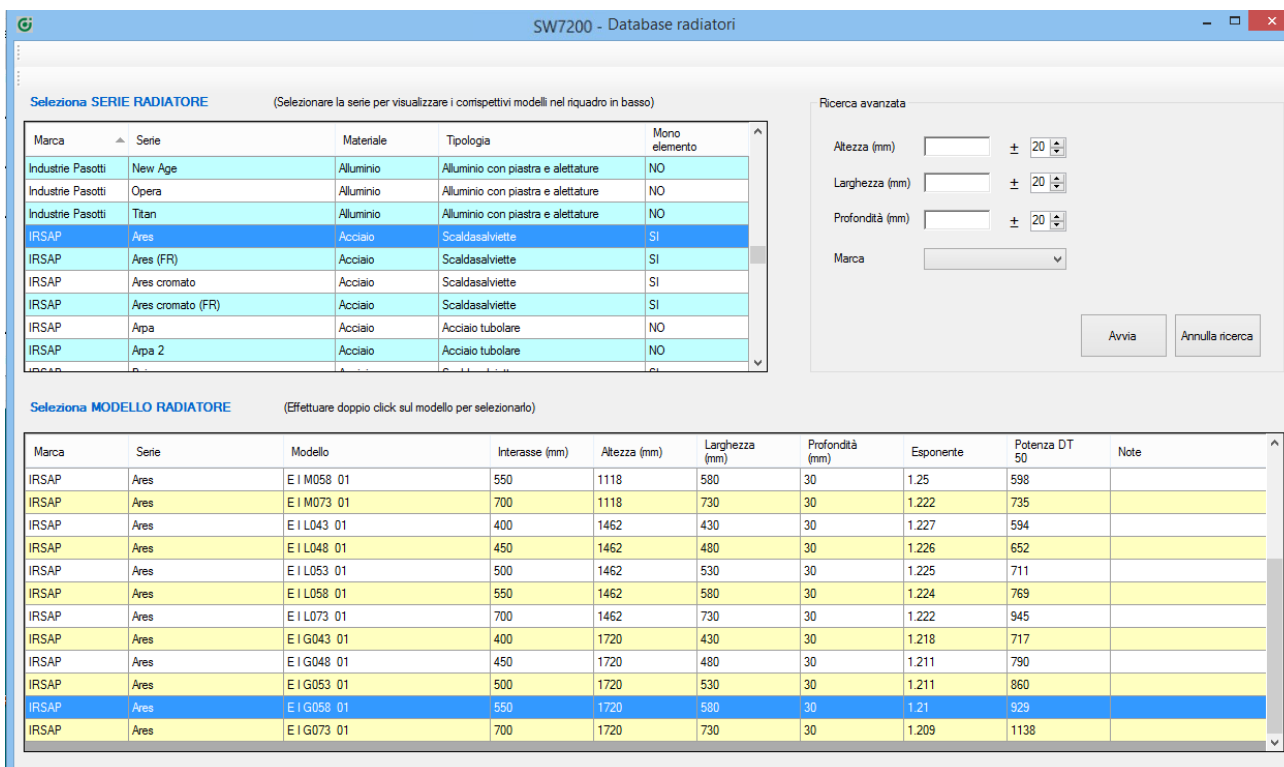 SW7200 - Database radiatori
Seleziona SERIE RADIATORE (Selezionare la serie per visualizzare i corrispettivi modelli nel riquadro in basso)
Marca Serie Materiale Tipologia Mono elemento
Industrie Pasotti New Age Alluminio Alluminio con piastra e alettature NO
Industrie Pasotti Opera Alluminio Alluminio con piastra e alettature NO
Industrie Pasotti Titan Alluminio Alluminio con piastra e alettature NO
IRSAP Ares Acciaio Scaldasalviette SI
IRSAP Ares (FR) Acciaio Scaldasalviette SI
IRSAP Ares cromato Acciaio Scaldasalviette SI
IRSAP Ares cromato (FR) Acciaio Scaldasalviette SI
IRSAP Arpa Acciaio Acciaio tubolare NO
IRSAP Arpa 2 Acciaio Acciaio tubolare NO
Ricerca avanzata
Altezza (mm) ± 20
Larghezza (mm) ± 20
Profondità (mm) ± 20
Marca
Avvia Annulla ricerca
Seleziona MODELLO RADIATORE (Effettuare doppio click sul modello per selezionarlo)
Marca Serie Modello Interasse (mm) Altezza (mm) Larghezza (mm) Profondità (mm) Esponente Potenza DT 50 Note
IRSAP Ares E I M058 01 550 1118 580 30 1.25 598
IRSAP Ares E I M073 01 700 1118 730 30 1.222 735
IRSAP Ares E I L043 01 400 1462 430 30 1.227 594
IRSAP Ares E I L048 01 450 1462 480 30 1.226 652
IRSAP Ares E I L053 01 500 1462 530 30 1.225 711
IRSAP Ares E I L058 01 550 1462 580 30 1.224 769
IRSAP Ares E I L073 01 700 1462 730 30 1.222 945
IRSAP Ares E I G043 01 400 1720 430 30 1.218 717
IRSAP Ares E I G048 01 450 1720 480 30 1.211 790
IRSAP Ares E I G053 01 500 1720 530 30 1.211 860
IRSAP Ares E I G058 01 550 1720 580 30 1.21 929
IRSAP Ares E I G073 01 700 1720 730 30 1.209 1138